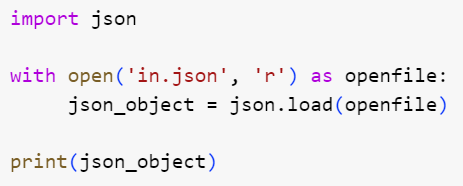 import json
with open('in.json', 'r') as openfile:
    json_object = json.load(openfile)
print(json_object)